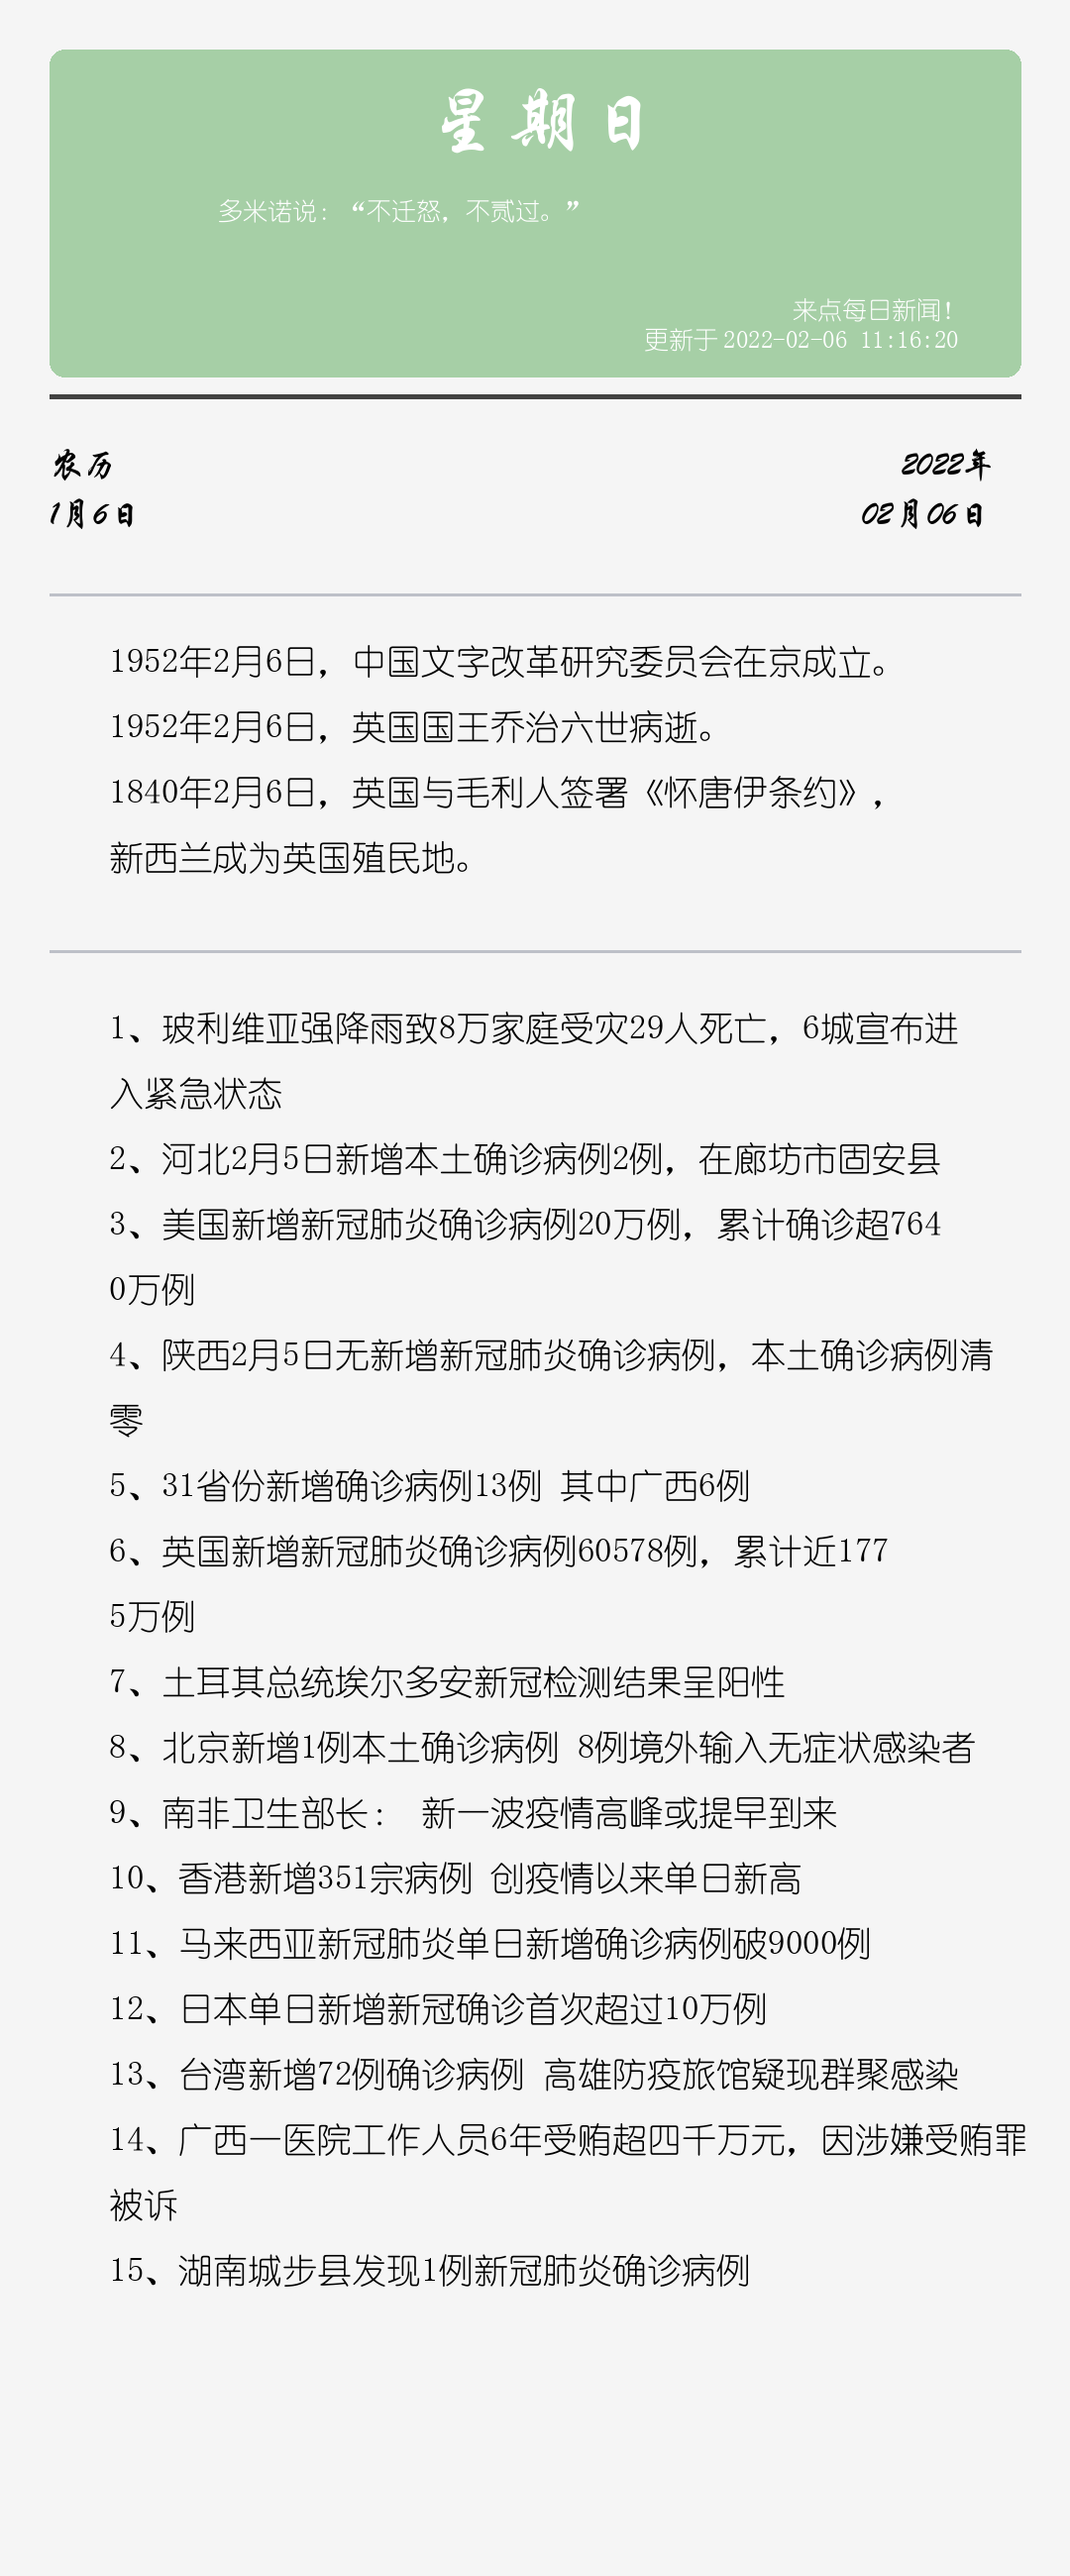 星期日
多米诺说：“不迁怒，不贰过。”
来点每日新闻！
更新于 2022-02-06 11:16:20
农历
2022年
1月6日
02月06日
1952年2月6日，中国文字改革研究委员会在京成立。
1952年2月6日，英国国王乔治六世病逝。
1840年2月6日，英国与毛利人签署《怀唐伊条约》，
新西兰成为英国殖民地。
1、玻利维亚强降雨致8万家庭受灾29人死亡，6城宣布进
入紧急状态
2、河北2月5日新增本土确诊病例2例，在廊坊市固安县
3、美国新增新冠肺炎确诊病例20万例，累计确诊超764
0万例
4、陕西2月5日无新增新冠肺炎确诊病例，本土确诊病例清
零
5、31省份新增确诊病例13例 其中广西6例
6、英国新增新冠肺炎确诊病例60578例，累计近177
5万例
7、土耳其总统埃尔多安新冠检测结果呈阳性
8、北京新增1例本土确诊病例 8例境外输入无症状感染者
9、南非卫生部长： 新一波疫情高峰或提早到来
10、香港新增351宗病例 创疫情以来单日新高
11、马来西亚新冠肺炎单日新增确诊病例破9000例
12、日本单日新增新冠确诊首次超过10万例
13、台湾新增72例确诊病例 高雄防疫旅馆疑现群聚感染
14、广西一医院工作人员6年受贿超四千万元，因涉嫌受贿罪
被诉
15、湖南城步县发现1例新冠肺炎确诊病例